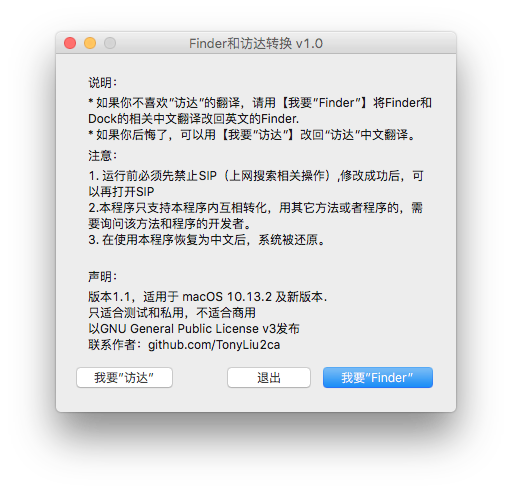 Finder和访达转换 v1.0
说明：
* 如果你不喜欢“访达”的翻译，请用【我要“Finder”】将Finder和
Dock的相关中文翻译改回英文的Finder.
* 如果你后悔了，可以用【我要“访达”】改回“访达”中文翻译。
注意：
1. 运行前必须先禁止SIP（上网搜索相关操作）,修改成功后，可
以再打开SIP
2.本程序只支持本程序内互相转化，用其它方法或者程序的，需
要询问该方法和程序的开发者。
3. 在使用本程序恢复为中文后，系统被还原。
声明：
版本1.1，适用于 macOS 10.13.2 及新版本.
只适合测试和私用，不适合商用
以GNU General Public License v3发布
联系作者：github.com/TonyLiu2ca
我要“访达”
退出
我要“Finder”